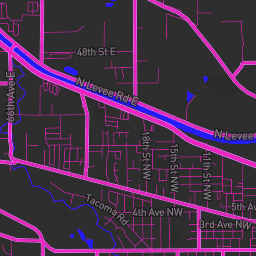 48th St E
N Levee Rd E
66th Ave E
N Levee
18th St NW
15th St NW
11th St NW
Tacoma Rd
4th Ave NW
5th Av
3rd Ave NW